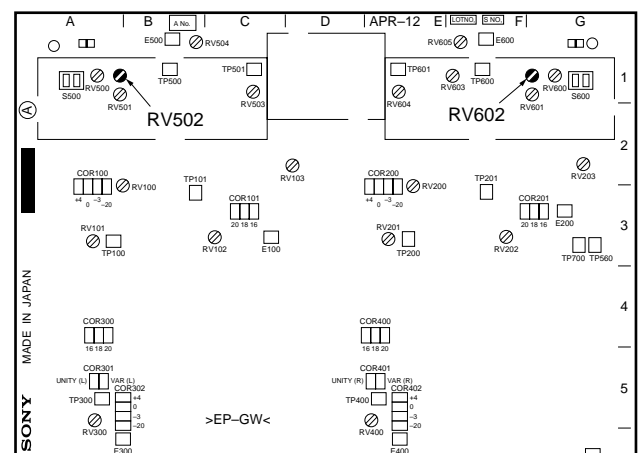 A B A No. C D APR–12 E LOTNO. S NO. F G
E500 RV504 RV605 E600
TP500 TP501 TP601 TP600
S500 RV500 RV501 RV503 RV604 RV603 RV601 RV600 S600
1
A
RV502 RV602
2
COR100 TP101 RV103 COR200 TP201 RV203
RV100 RV200
+4 0 –3 –20 +4 0 –3 –20
COR101 COR201 E200
20 18 16 20 18 16
3
RV101 TP100 RV102 E100 RV201 TP200 RV202 TP700 TP560
MADE IN JAPAN
4
COR300 COR400
16 18 20 16 18 20
COR301 COR401
UNITY (L) VAR (L) UNITY (R) VAR (R)
COR302 COR402
5
TP300 +4 0 –3 –20 TP400 +4 0 –3 –20
RV300 >EP–GW< RV400
E300 E400
SONY